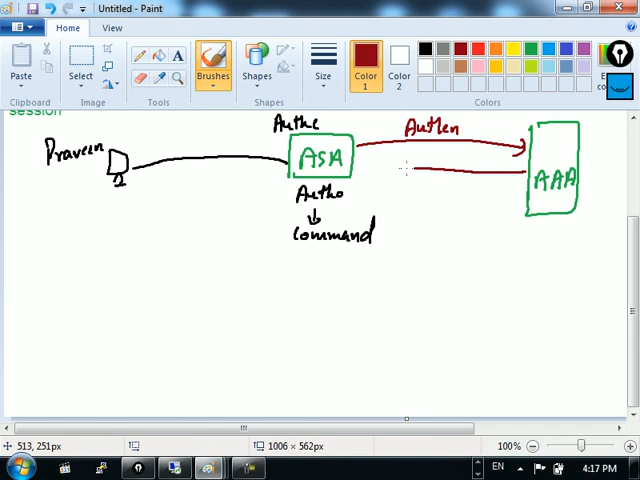 Untitled - Paint
Home
View
Paste
Select
Brushes
Shapes
Size
Color 1
Color 2
Clipboard
Image
Tools
Shapes
Colors
session
Authe
Authen
Praveen
ASA
AAA
Autho
Command
513, 251px
1006 × 562px
100%
EN
4:17 PM